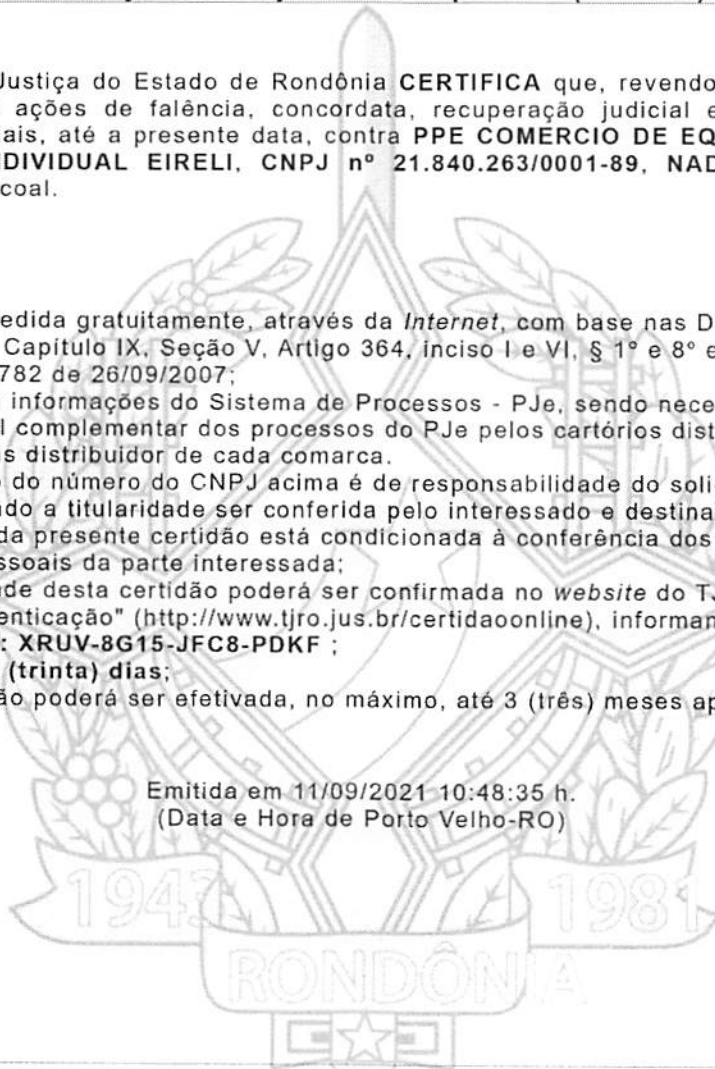 Justiça do Estado de Rondônia CERTIFICA que, revendo
ações de falência, concordata, recuperação judicial e
ais, até a presente data, contra PPE COMERCIO DE EQ
NDIVIDUAL EIRELI, CNPJ nº 21.840.263/0001-89, NAD
coal.
edida gratuitamente, através da Internet, com base nas D
Capítulo IX, Seção V, Artigo 364, inciso I e VI, § 1º e 8º e
782 de 26/09/2007;
informações do Sistema de Processos - PJe, sendo nece
l complementar dos processos do PJe pelos cartórios dist
as distribuidor de cada comarca.
o do número do CNPJ acima é de responsabilidade do soli
ndo a titularidade ser conferida pelo interessado e destina
da presente certidão está condicionada à conferência dos
essoais da parte interessada;
de desta certidão poderá ser confirmada no website do TJ
enticação" (http://www.tjro.jus.br/certidaoonline), informan
: XRUV-8G15-JFC8-PDKF ;
(trinta) dias;
ão poderá ser efetivada, no máximo, até 3 (três) meses ap
Emitida em 11/09/2021 10:48:35 h.
(Data e Hora de Porto Velho-RO)
1943 1981
RONDÔNIA